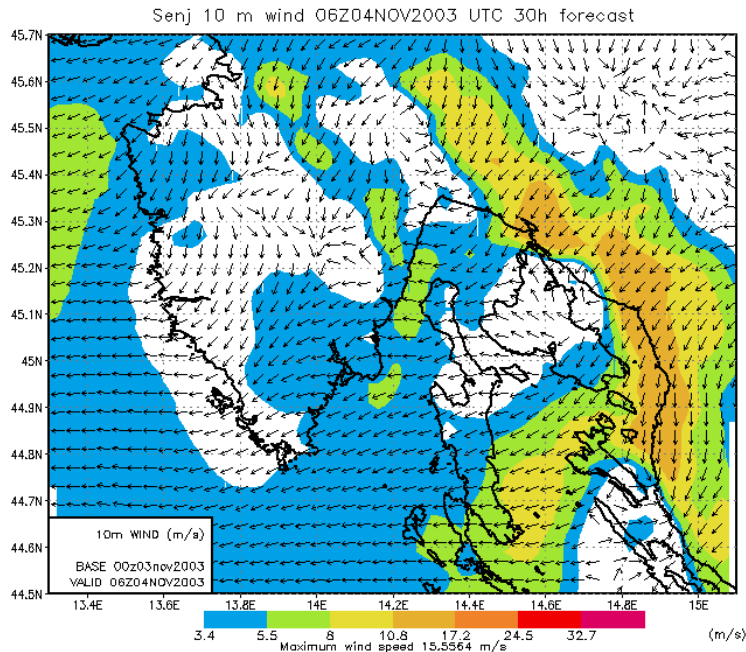 Senj 10 m wind 06Z04NOV2003 UTC 30h forecast
45.7N
45.6N
45.5N
45.4N
45.3N
45.2N
45.1N
45N
44.9N
44.8N
44.7N
44.6N
44.5N
10m WIND (m/s)
BASE 00z03nov2003
VALID 06Z04NOV2003
13.4E 13.6E 13.8E 14E 14.2E 14.4E 14.6E 14.8E 15E
3.4 5.5 8 10.8 17.2 24.5 32.7 (m/s)
Maximum wind speed 15.5564 m/s